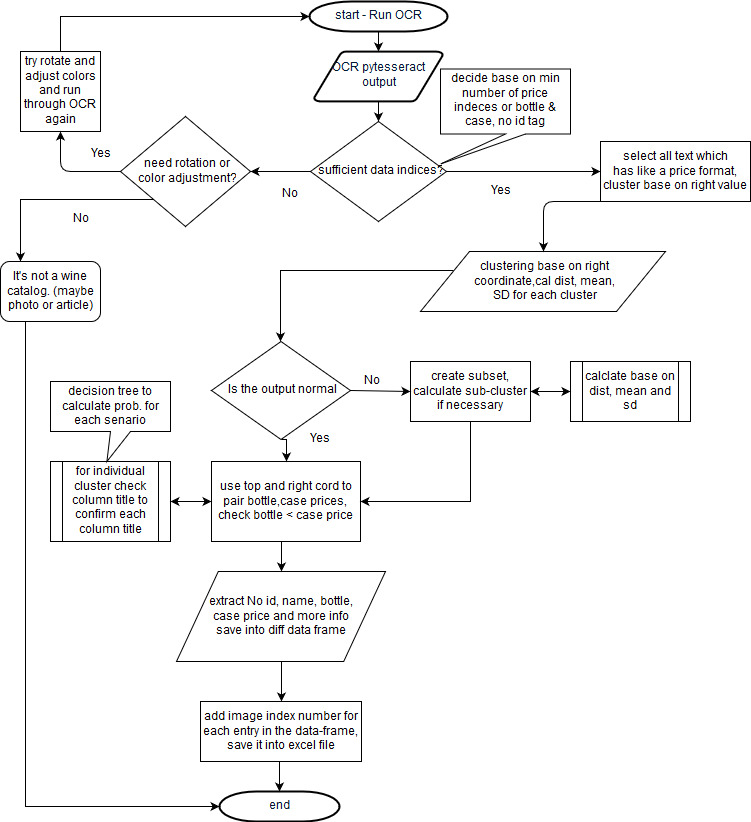 start - Run OCR
try rotate and
adjust colors
and run
through OCR
again
OCR pytesseract
output
decide base on min
number of price
indeces or bottle &
case, no id tag
Yes
need rotation or
color adjustment?
No
sufficient data indices?
Yes
select all text which
has like a price format,
cluster base on right value
No
It's not a wine
catalog. (maybe
photo or article)
clustering base on right
coordinate,cal dist, mean,
SD for each cluster
Is the output normal
No
create subset,
calculate sub-cluster
if necessary
calclate base on
dist, mean and
sd
decision tree to
calculate prob. for
each senario
Yes
for individual
cluster check
column title to
confirm each
column title
use top and right cord to
pair bottle,case prices,
check bottle < case price
extract No id, name, bottle,
case price and more info
save into diff data frame
add image index number for
each entry in the data-frame,
save it into excel file
end